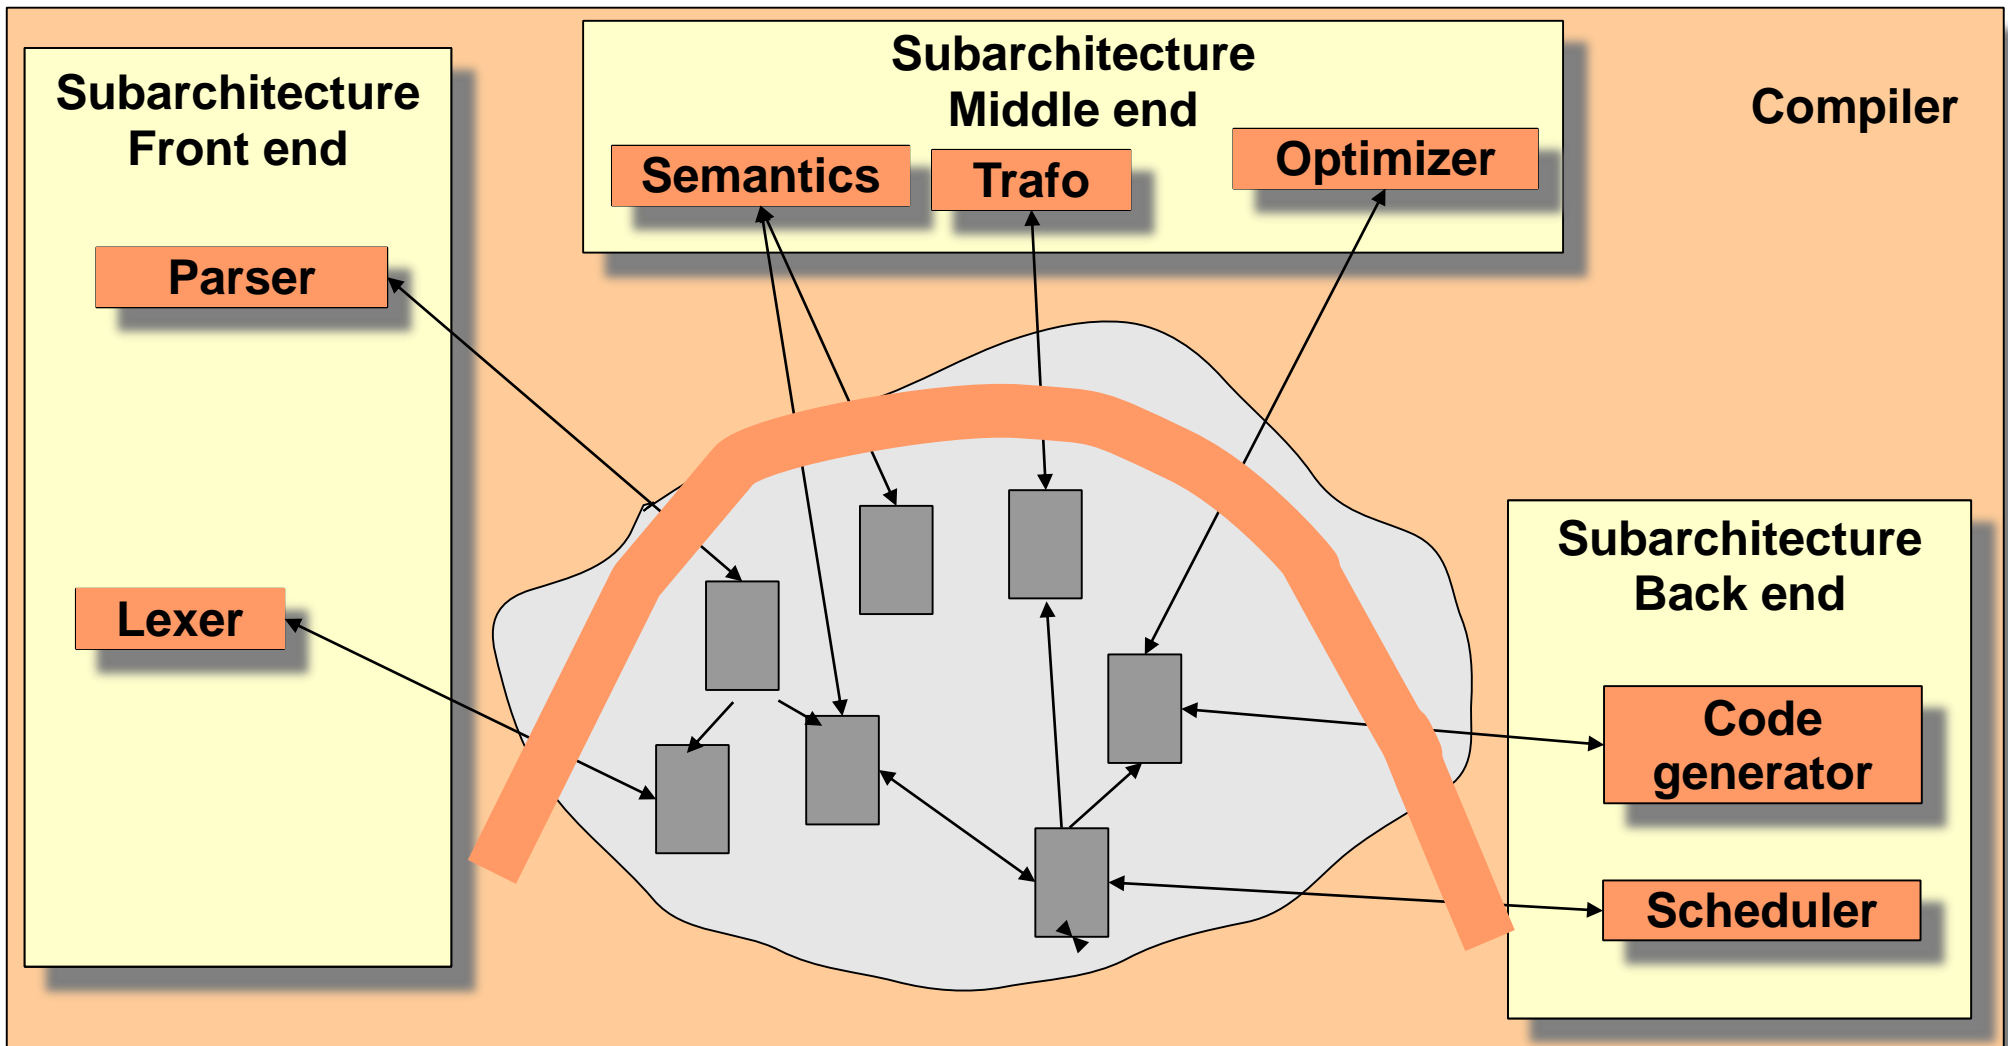 Subarchitecture
Front end
Parser
Lexer
Subarchitecture
Middle end
Semantics
Trafo
Optimizer
Compiler
Subarchitecture
Back end
Code
generator
Scheduler